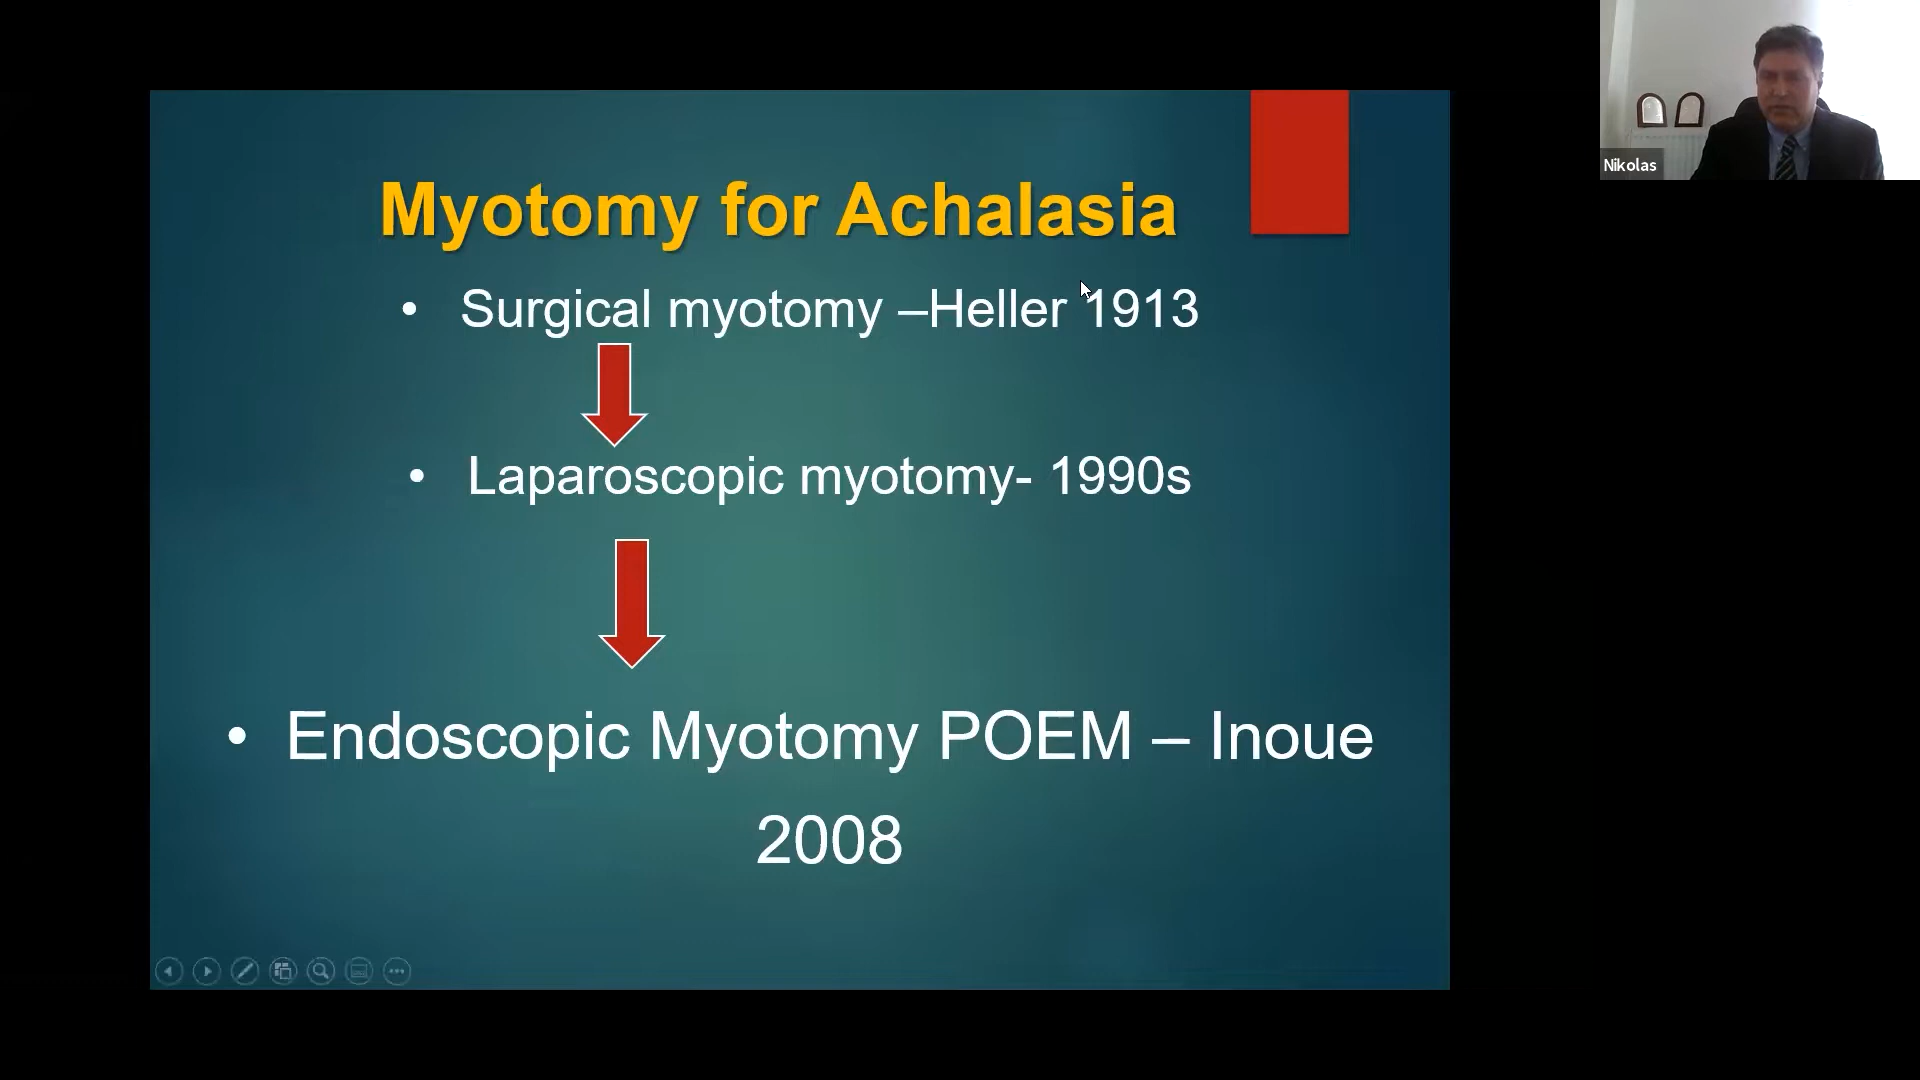 Myotomy for Achalasia
• Surgical myotomy –Heller 1913
• Laparoscopic myotomy- 1990s
• Endoscopic Myotomy POEM – Inoue
2008
Nikolas